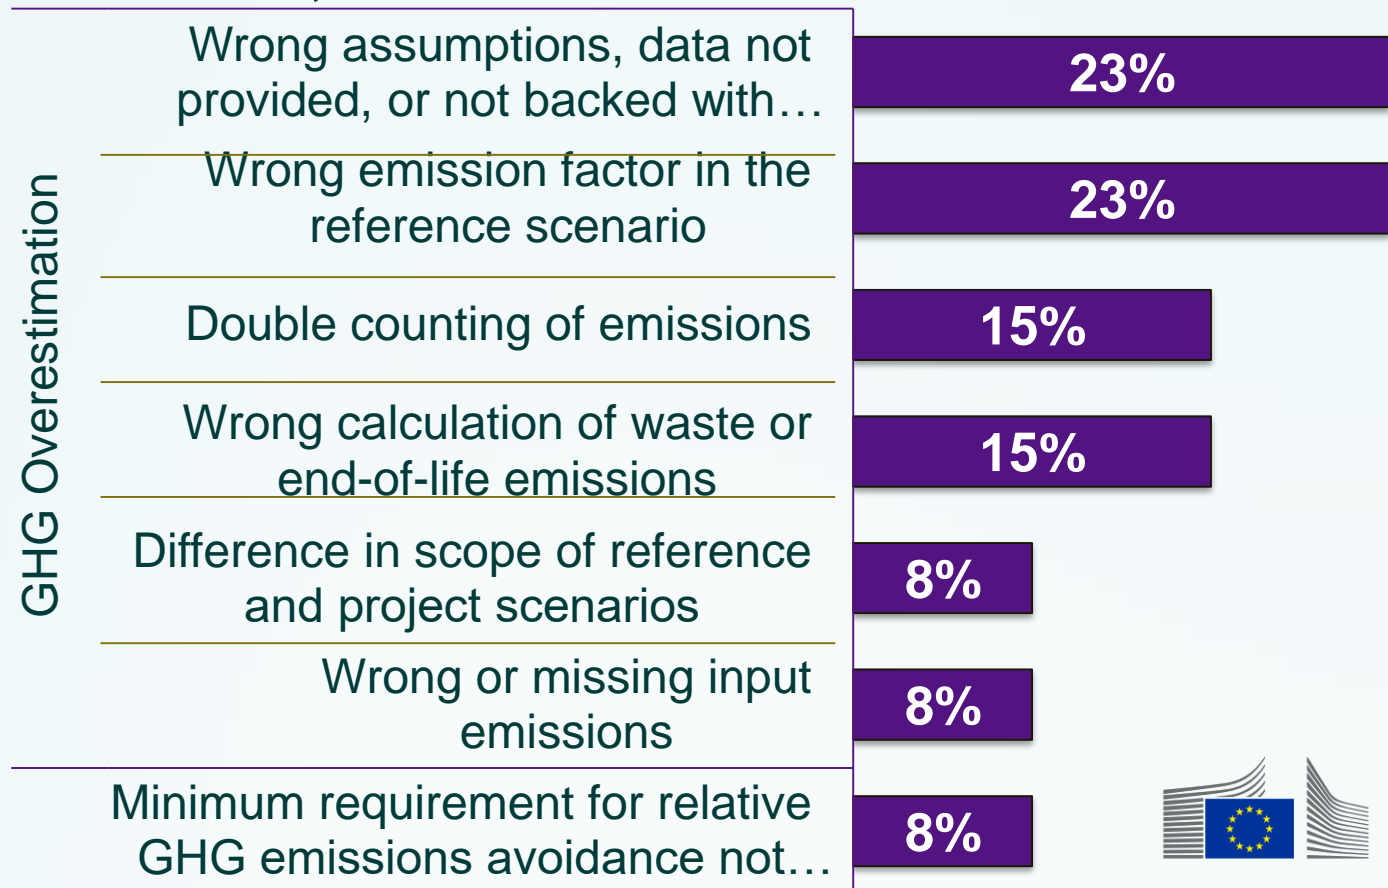 Wrong assumptions, data not
provided, or not backed with…
23%
Wrong emission factor in the
reference scenario
23%
Double counting of emissions
15%
Wrong calculation of waste or
end-of-life emissions
15%
Difference in scope of reference
and project scenarios
8%
Wrong or missing input
emissions
8%
GHG Overestimation
Minimum requirement for relative
GHG emissions avoidance not…
8%